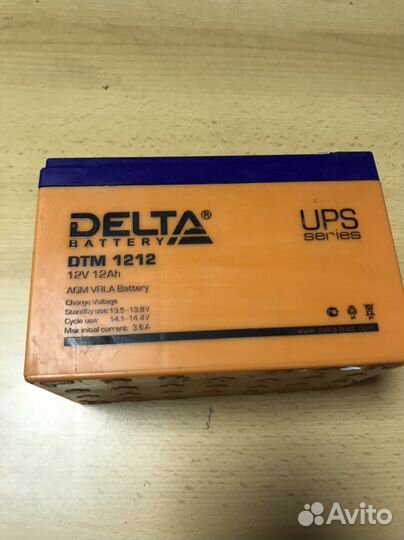 DELTA®
BATTERY
UPS
series
DTM 1212
12V 12Ah
AGM VRLA Battery
Charge Voltage
Standby use: 13.5-13.8V
Cycle use: 14.1-14.4V
Max initial current: 3.6A
www.delta-batt.com
Avito